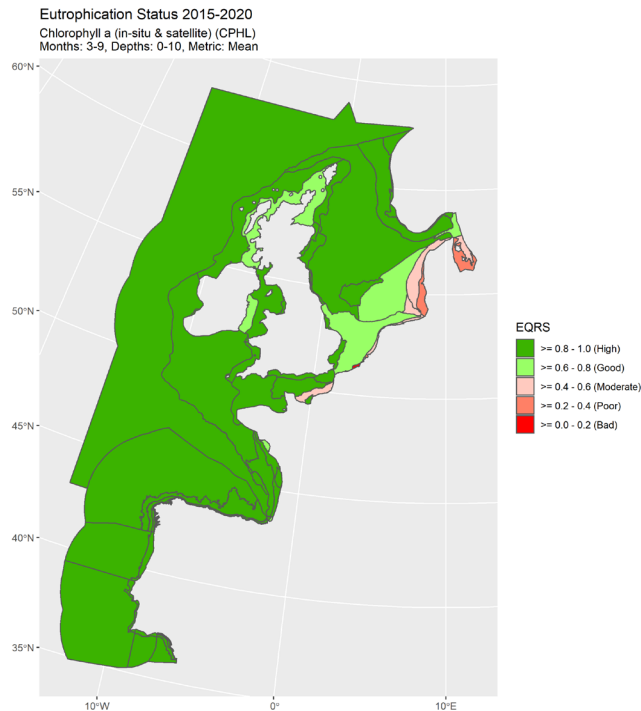 Eutrophication Status 2015-2020
Chlorophyll a (in-situ & satellite) (CPHL)
Months: 3-9, Depths: 0-10, Metric: Mean
60°N
55°N
50°N
45°N
40°N
35°N
10°W
0°
10°E
EQRS
>= 0.8 - 1.0 (High)
>= 0.6 - 0.8 (Good)
>= 0.4 - 0.6 (Moderate)
>= 0.2 - 0.4 (Poor)
>= 0.0 - 0.2 (Bad)